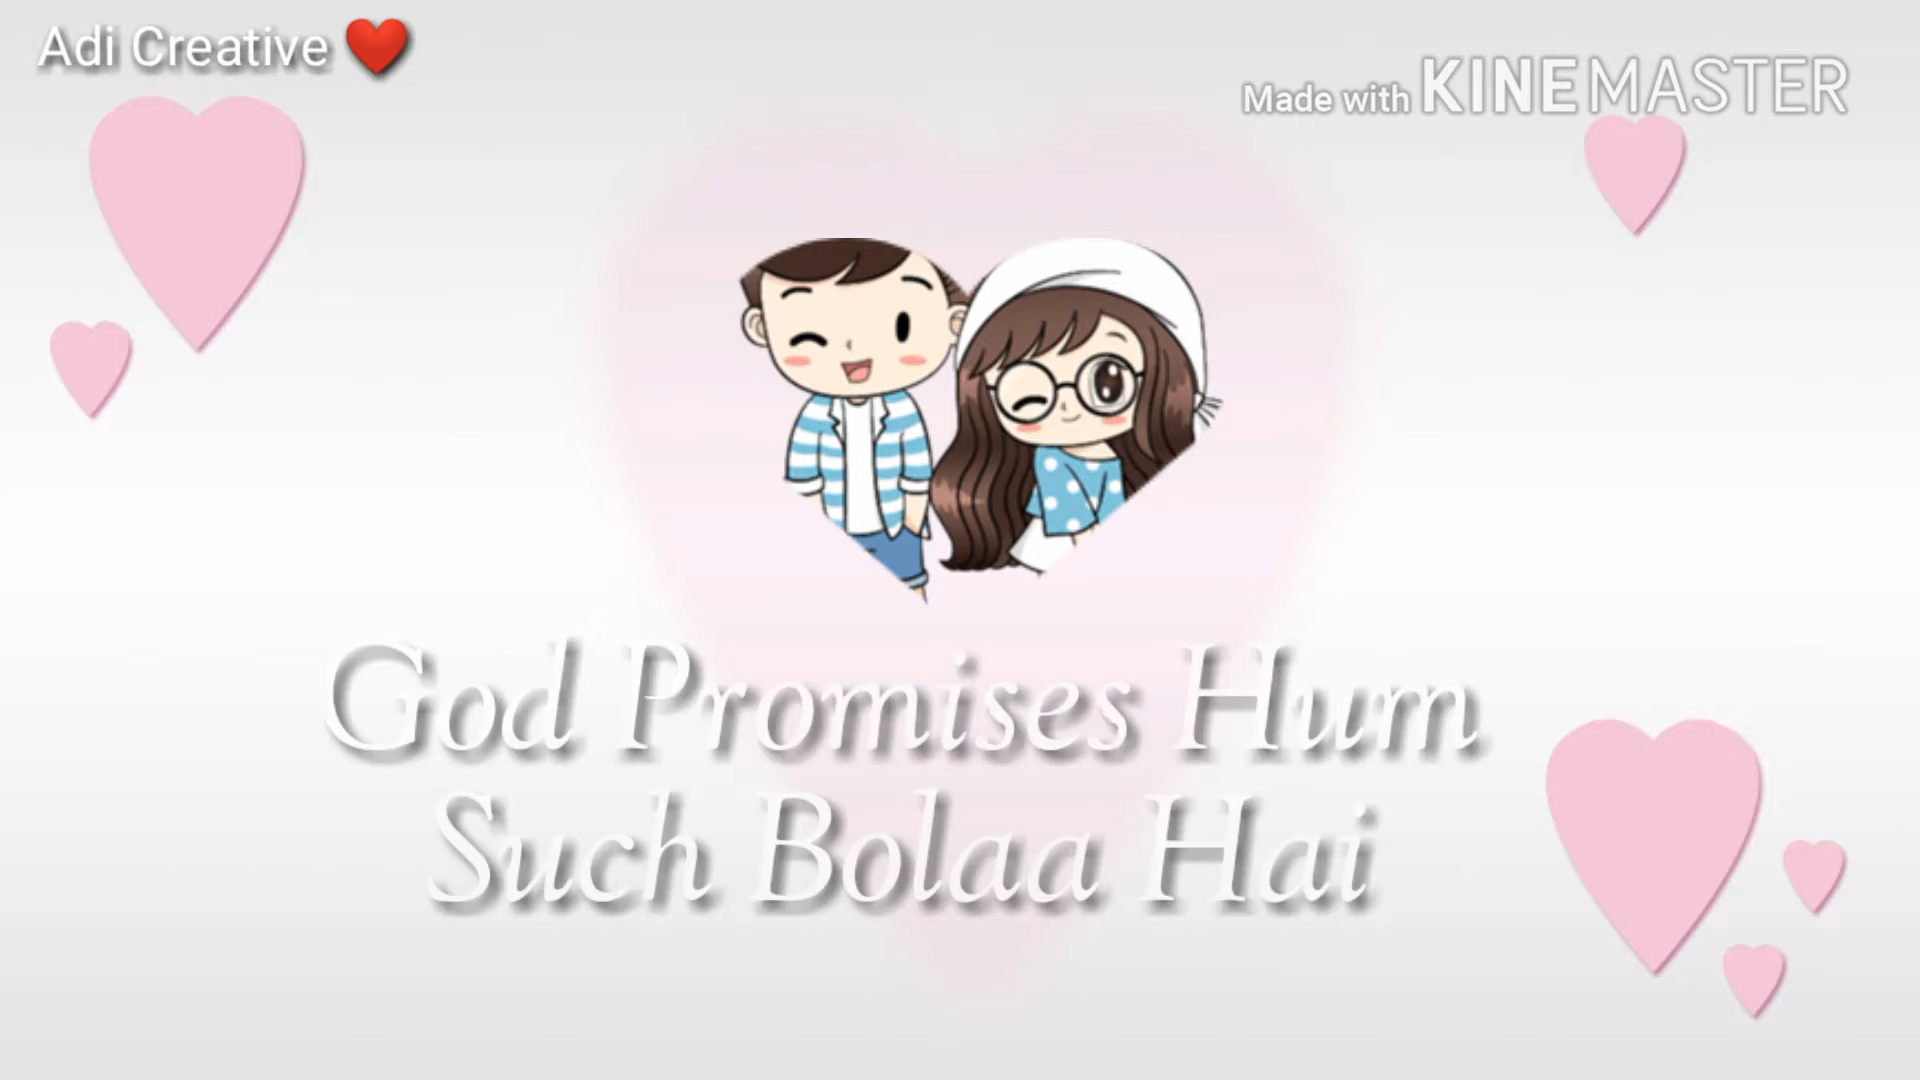 Adi Creative ❤️
Made with KINEMASTER
God Promises Hum
Such Bolaa Hai